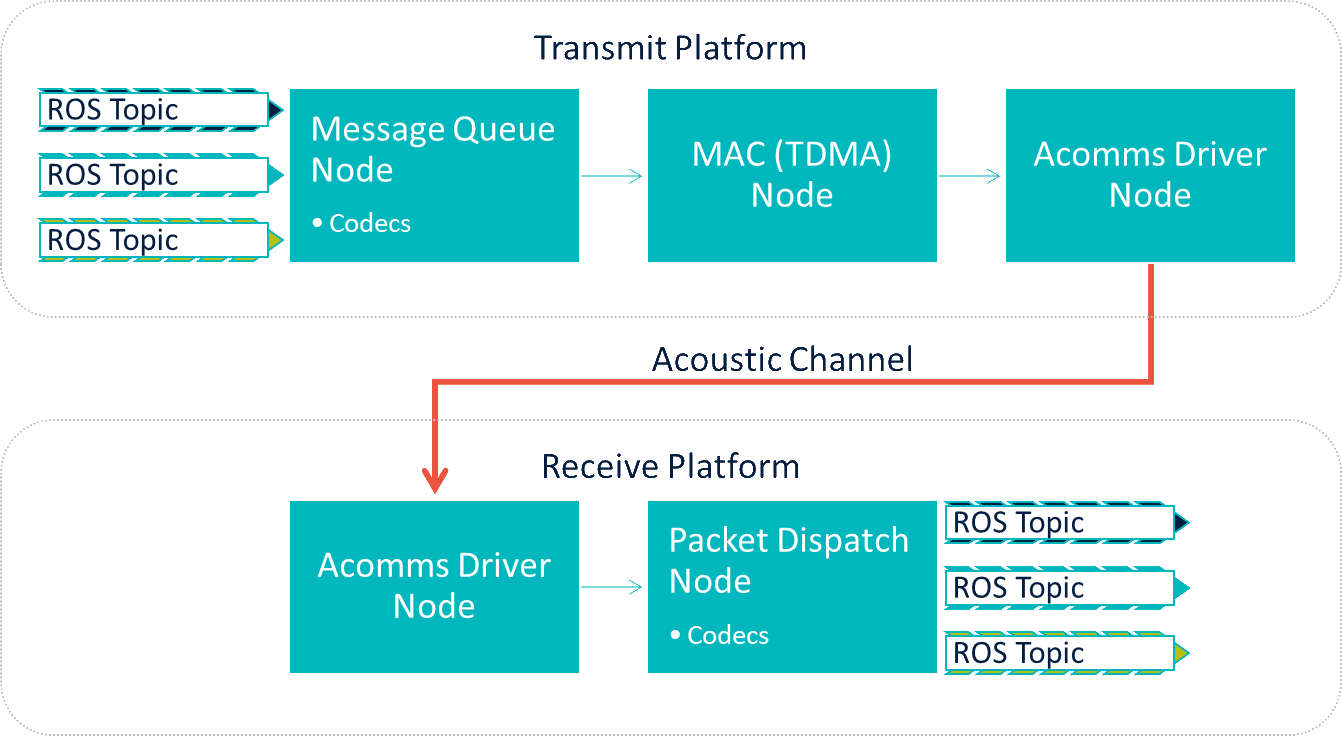 Transmit Platform
ROS Topic
ROS Topic
ROS Topic
Message Queue
Node
• Codecs
MAC (TDMA)
Node
Acomms Driver
Node
Acoustic Channel
Receive Platform
Acomms Driver
Node
Packet Dispatch
Node
• Codecs
ROS Topic
ROS Topic
ROS Topic